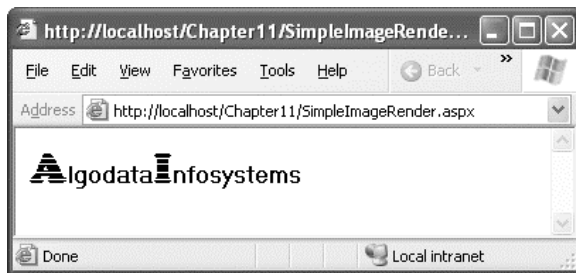 http://localhost/Chapter11/SimpleImageRende...
File Edit View Favorites Tools Help Back »
Address http://localhost/Chapter11/SimpleImageRender.aspx
AlgodataInfosystems
Done Local intranet